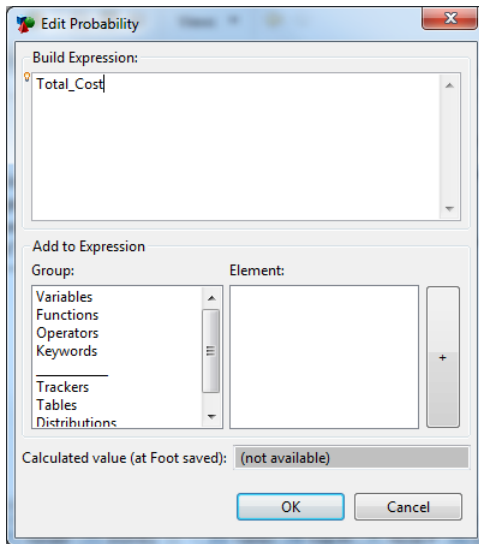 Edit Probability
Build Expression:
Total_Cost
Add to Expression
Group:
Element:
Variables
Functions
Operators
Keywords
Trackers
Tables
Distributions
+
Calculated value (at Foot saved):
(not available)
OK
Cancel